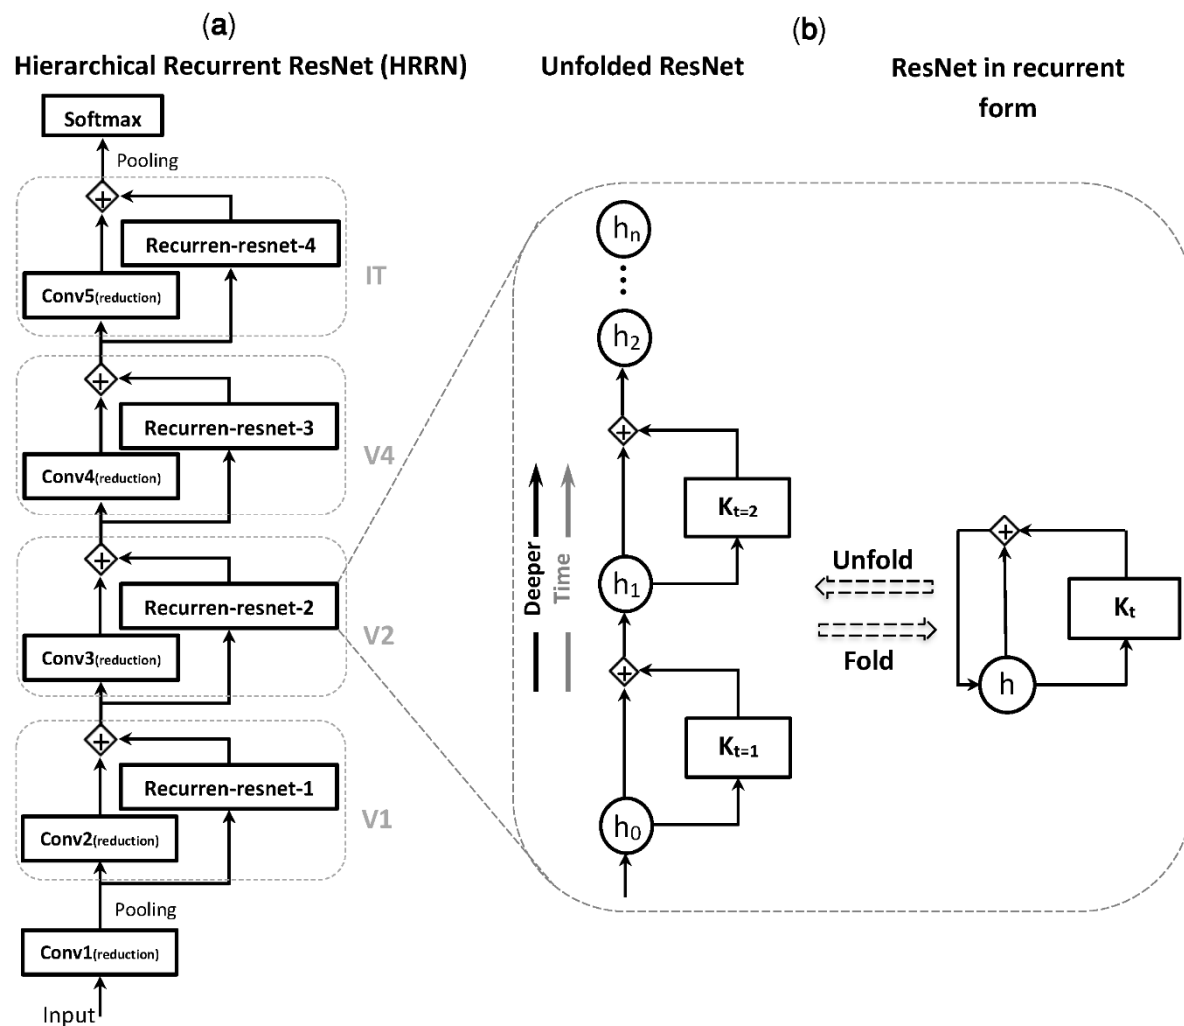 (a)
Hierarchical Recurrent ResNet (HRRN)
Softmax
Pooling
Recurren-resnet-4
IT
Conv5(reduction)
Recurren-resnet-3
V4
Conv4(reduction)
Recurren-resnet-2
V2
Conv3(reduction)
Recurren-resnet-1
V1
Conv2(reduction)
Pooling
Conv1(reduction)
Input
(b)
Unfolded ResNet
ResNet in recurrent
form
hn
h2
Kt=2
Deeper
Time
h1
Kt=1
h0
Unfold
Fold
Kt
h